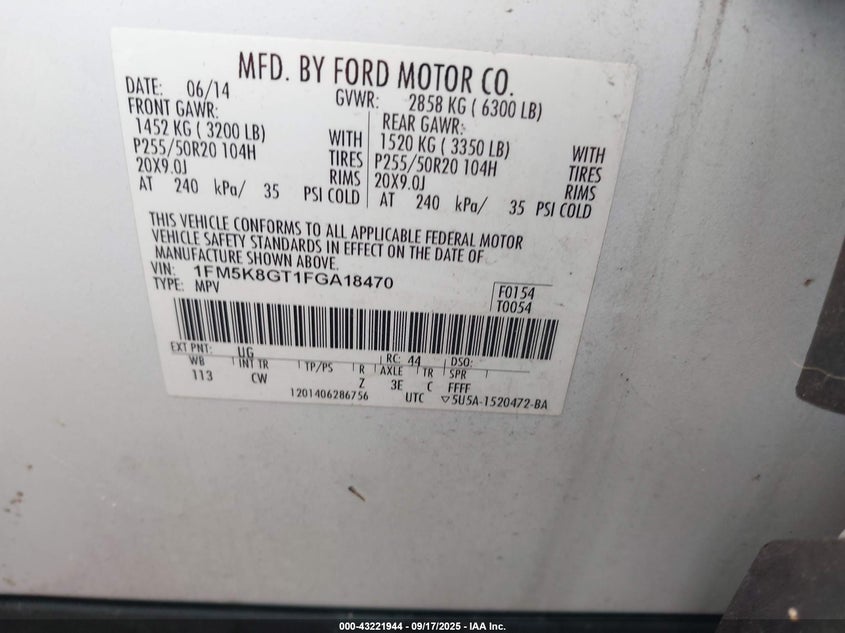 MFD. BY FORD MOTOR CO.
DATE: 06/14 GVWR: 2858 KG ( 6300 LB)
FRONT GAWR: REAR GAWR:
1452 KG ( 3200 LB) WITH 1520 KG ( 3350 LB) WITH
P255/50R20 104H TIRES P255/50R20 104H TIRES
20X9.0J RIMS 20X9.0J RIMS
AT 240 kPa/ 35 PSI COLD AT 240 kPa/ 35 PSI COLD
THIS VEHICLE CONFORMS TO ALL APPLICABLE FEDERAL MOTOR
VEHICLE SAFETY STANDARDS IN EFFECT ON THE DATE OF
MANUFACTURE SHOWN ABOVE.
VIN: 1FM5K8GT1FGA18470
TYPE: MPV
F0154
T0054
EXT PNT: UG RC: 44 DSO:
WB INT TR TP/PS R AXLE TR SPR
113 CW Z 3E C FFFF
1201406286756 UTC ▽5U5A-1520472-BA
000-43221944 - 09/17/2025 - IAA Inc.